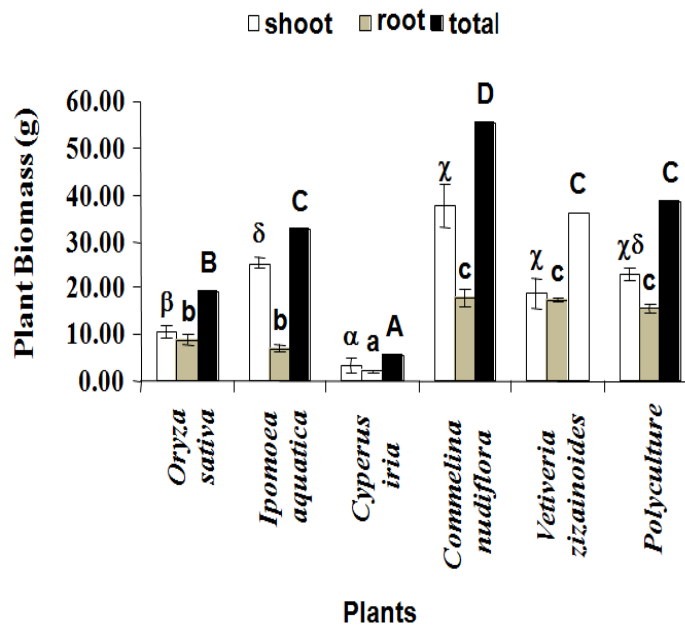 shoot root total
60.00
50.00
40.00
30.00
20.00
10.00
0.00
Plant Biomass (g)
β b B
δ b C
α a A
χ c D
χ c C
χδ c C
Oryza sativa
Ipomoea aquatica
Cyperus iria
Commelina nudiflora
Vetiveria zizainoides
Polyculture
Plants